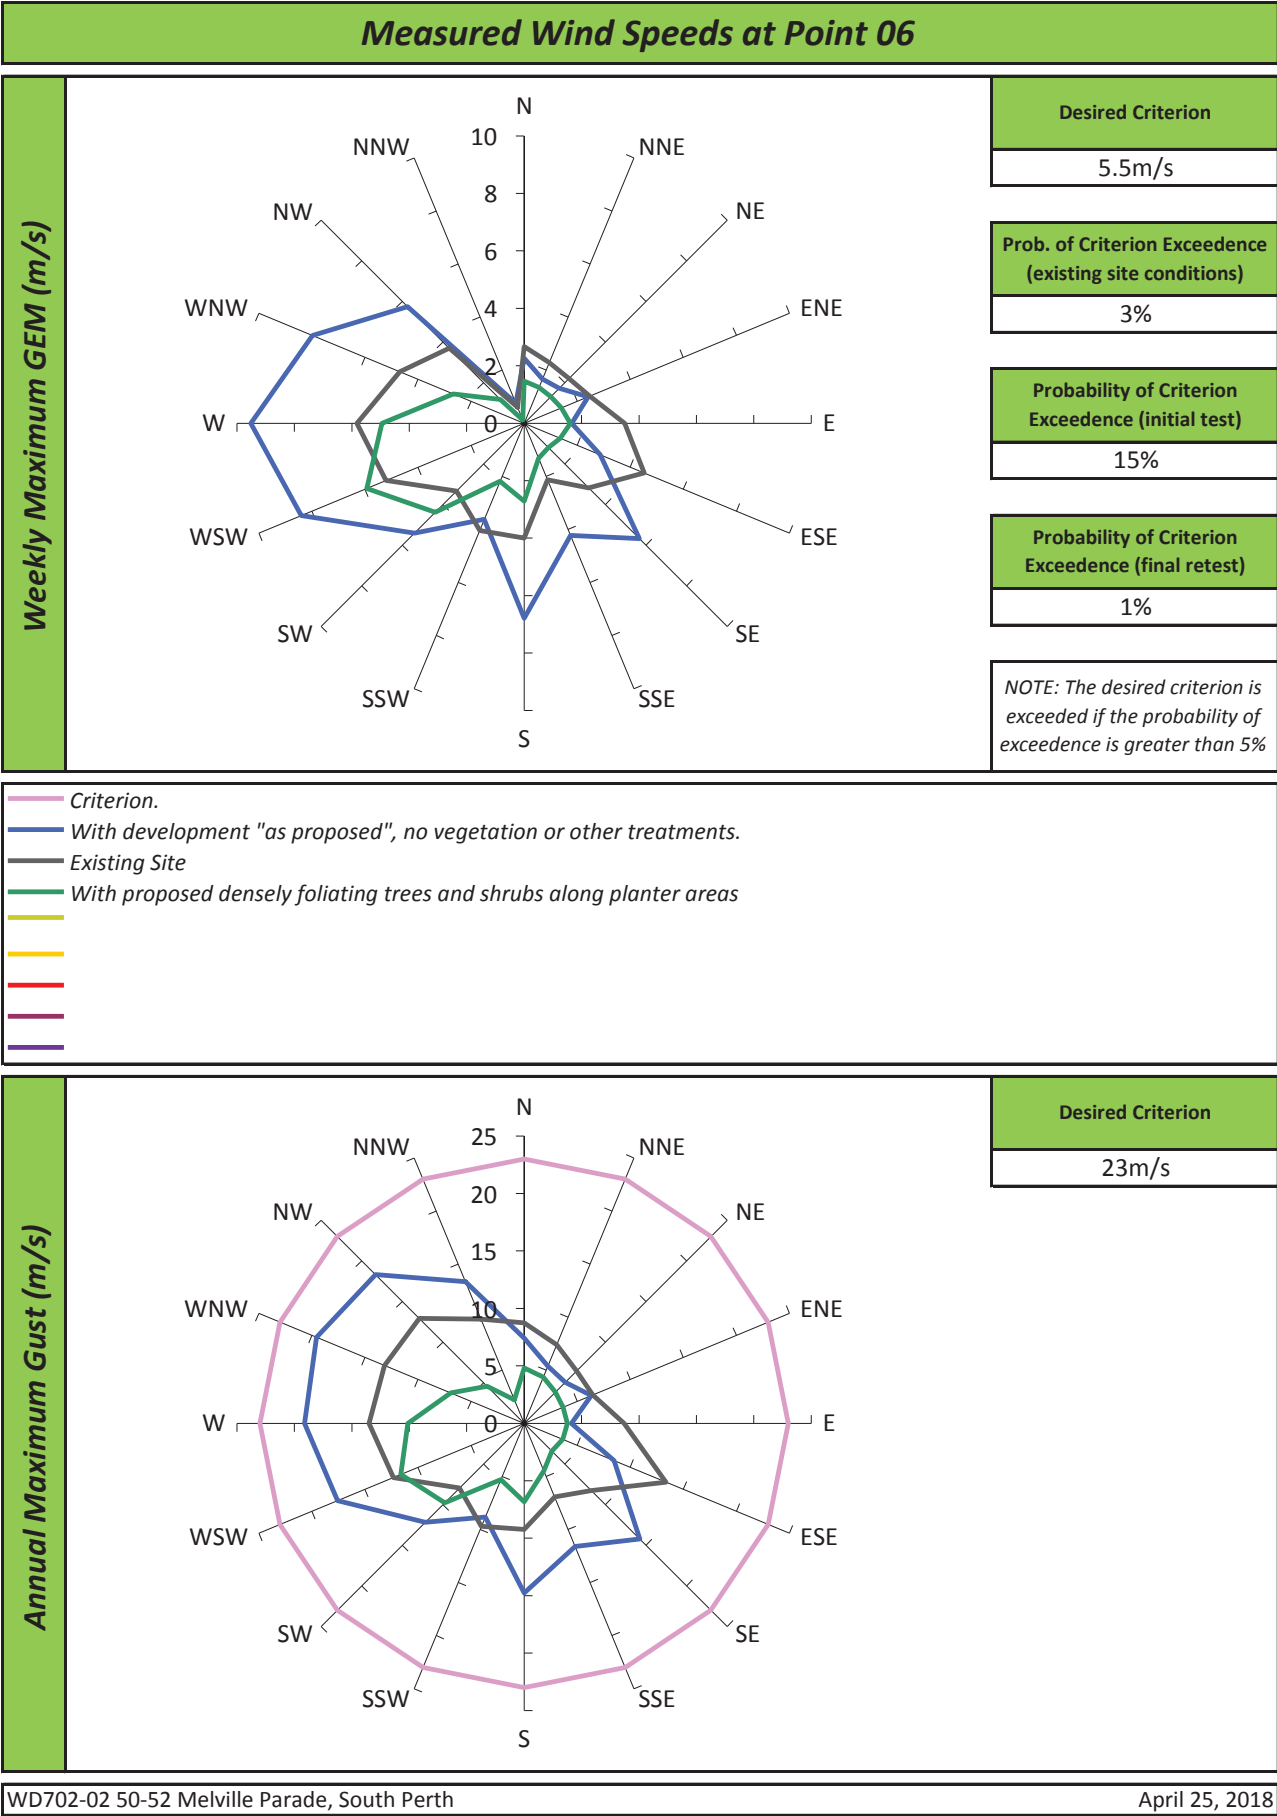 Measured Wind Speeds at Point 06
Weekly Maximum GEM (m/s)
N
NNE
NE
ENE
E
ESE
SE
SSE
S
SSW
SW
WSW
W
WNW
NW
NNW
10
8
6
4
2
0
Desired Criterion
5.5m/s
Prob. of Criterion Exceedence
(existing site conditions)
3%
Probability of Criterion
Exceedence (initial test)
15%
Probability of Criterion
Exceedence (final retest)
1%
NOTE: The desired criterion is
exceeded if the probability of
exceedence is greater than 5%
Criterion.
With development "as proposed", no vegetation or other treatments.
Existing Site
With proposed densely foliating trees and shrubs along planter areas
Annual Maximum Gust (m/s)
N
NNE
NE
ENE
E
ESE
SE
SSE
S
SSW
SW
WSW
W
WNW
NW
NNW
25
20
15
10
5
0
Desired Criterion
23m/s
WD702-02 50-52 Melville Parade, South Perth
April 25, 2018